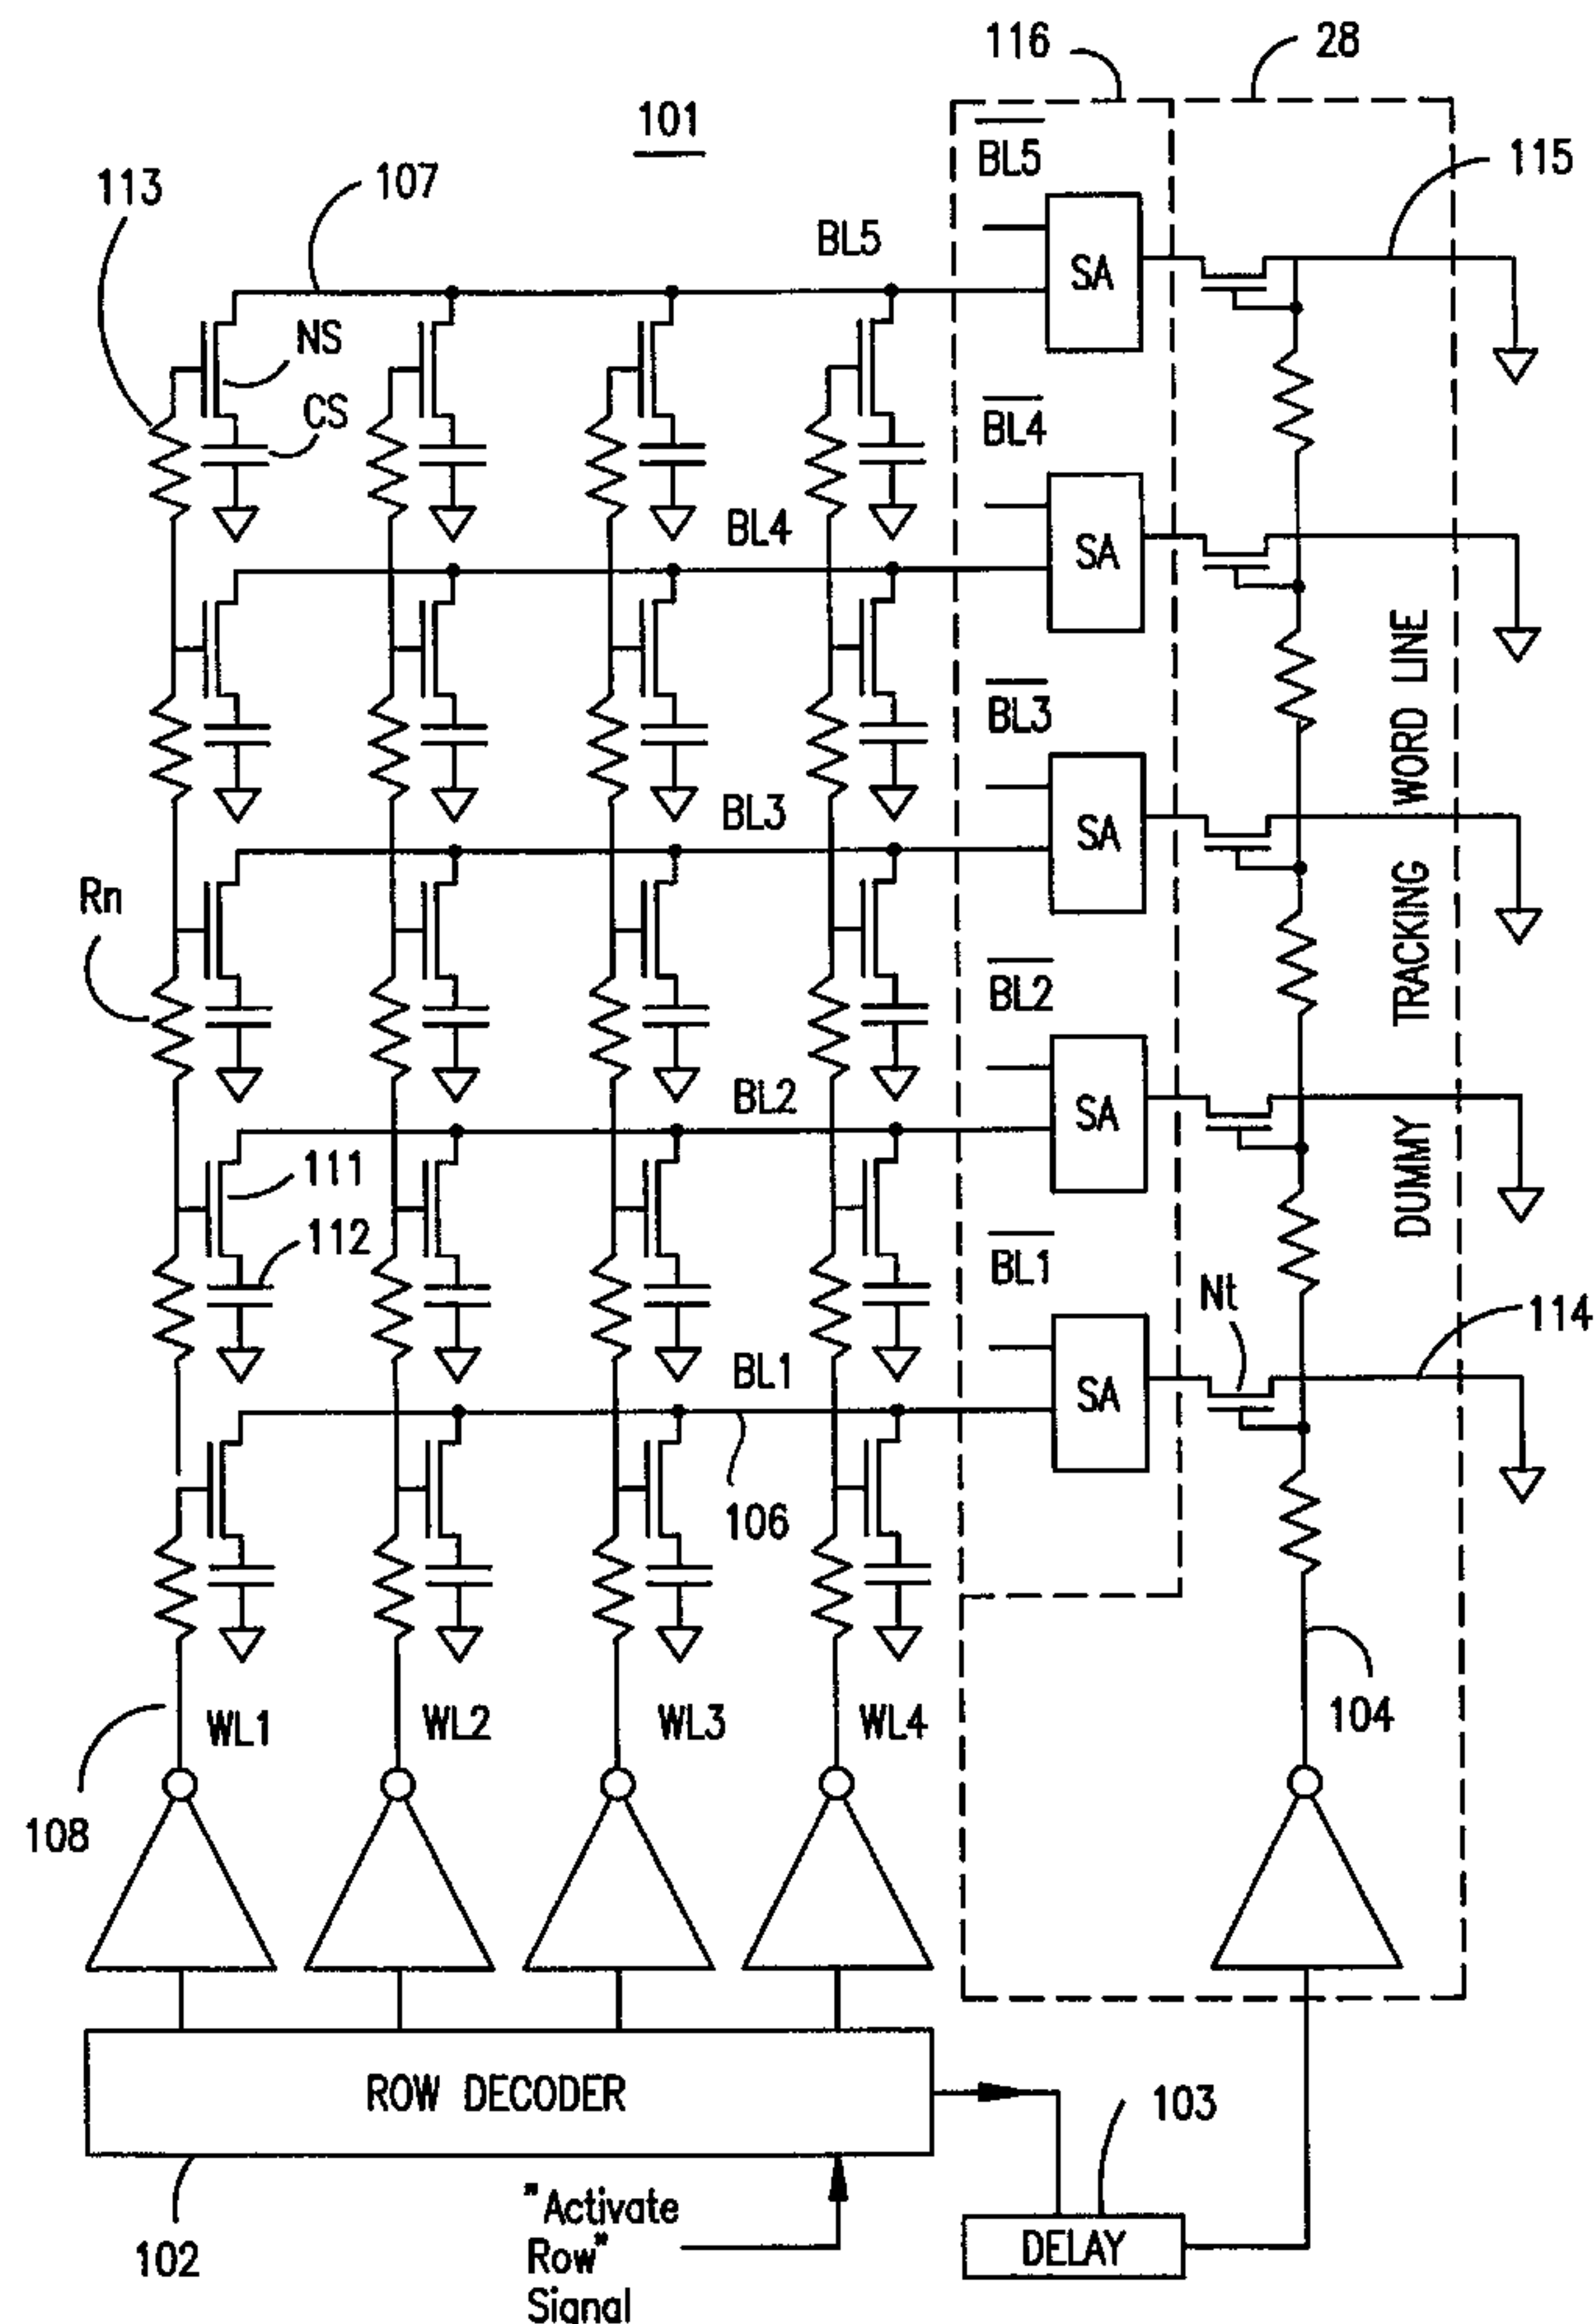 116
28
101
BL5
115
113
107
BL5
SA
NS
CS
BL4
BL4
SA
BL3
BL3
SA
Rn
BL2
BL2
SA
111
112
BL1
Nt
114
BL1
SA
106
DUMMY TRACKING WORD LINE
104
WL1
WL2
WL3
WL4
108
ROW DECODER
103
102
"Activate
Row"
Signal
DELAY